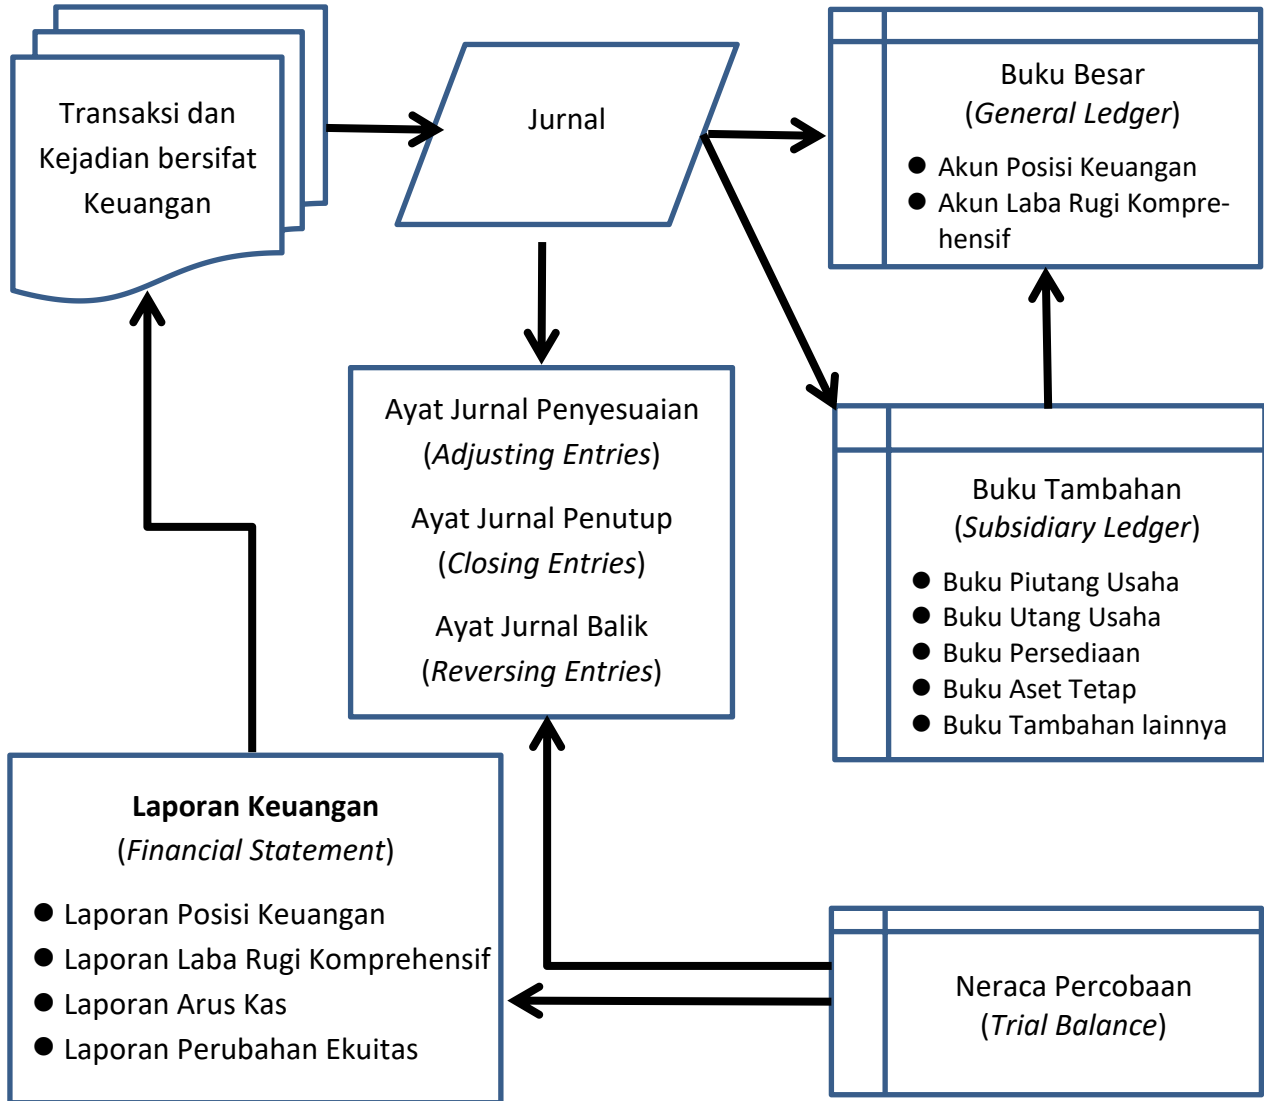 Transaksi dan
Kejadian bersifat
Keuangan
Jurnal
Buku Besar
(General Ledger)
● Akun Posisi Keuangan
● Akun Laba Rugi Kompre-
hensif
Ayat Jurnal Penyesuaian
(Adjusting Entries)
Ayat Jurnal Penutup
(Closing Entries)
Ayat Jurnal Balik
(Reversing Entries)
Buku Tambahan
(Subsidiary Ledger)
● Buku Piutang Usaha
● Buku Utang Usaha
● Buku Persediaan
● Buku Aset Tetap
● Buku Tambahan lainnya
Laporan Keuangan
(Financial Statement)
● Laporan Posisi Keuangan
● Laporan Laba Rugi Komprehensif
● Laporan Arus Kas
● Laporan Perubahan Ekuitas
Neraca Percobaan
(Trial Balance)